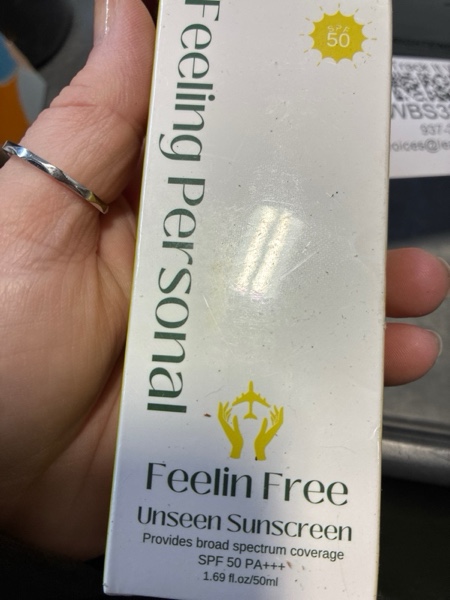 Feeling Personal
SPF
50
Feelin Free
Unseen Sunscreen
Provides broad spectrum coverage
SPF 50 PA+++
1.69 fl.oz/50ml